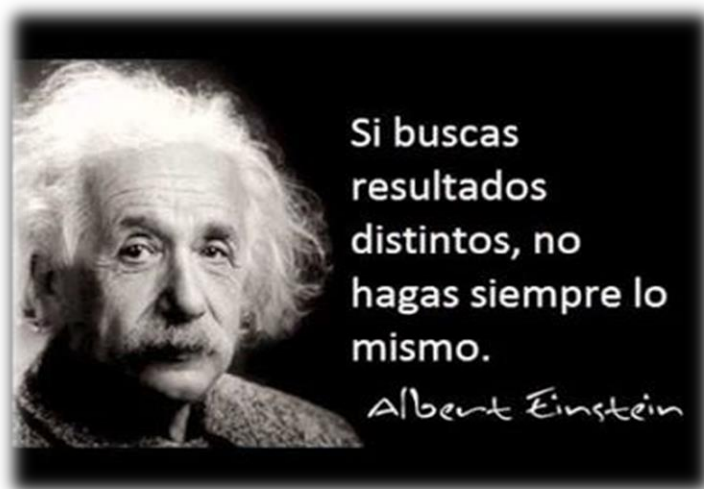 Si buscas
resultados
distintos, no
hagas siempre lo
mismo.
Albert Einstein